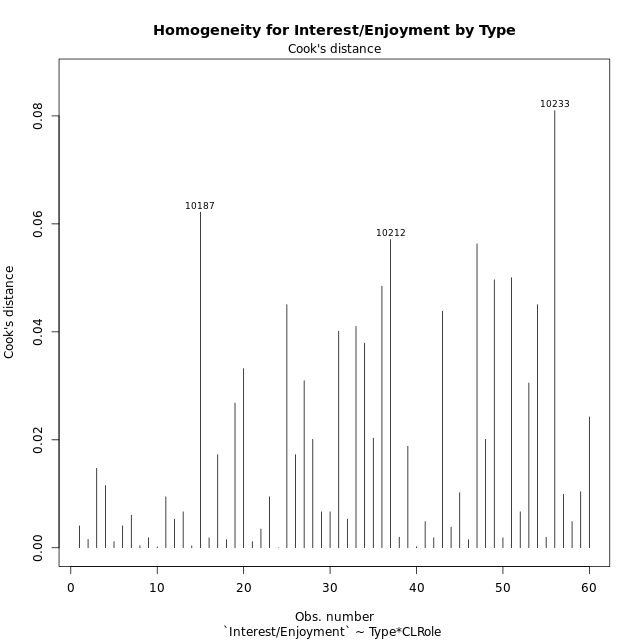 Homogeneity for Interest/Enjoyment by Type
Cook's distance
10233
10187
10212
Cook's distance
0.08
0.06
0.04
0.02
0.00
0 10 20 30 40 50 60
Obs. number
`Interest/Enjoyment` ~ Type*CLRole